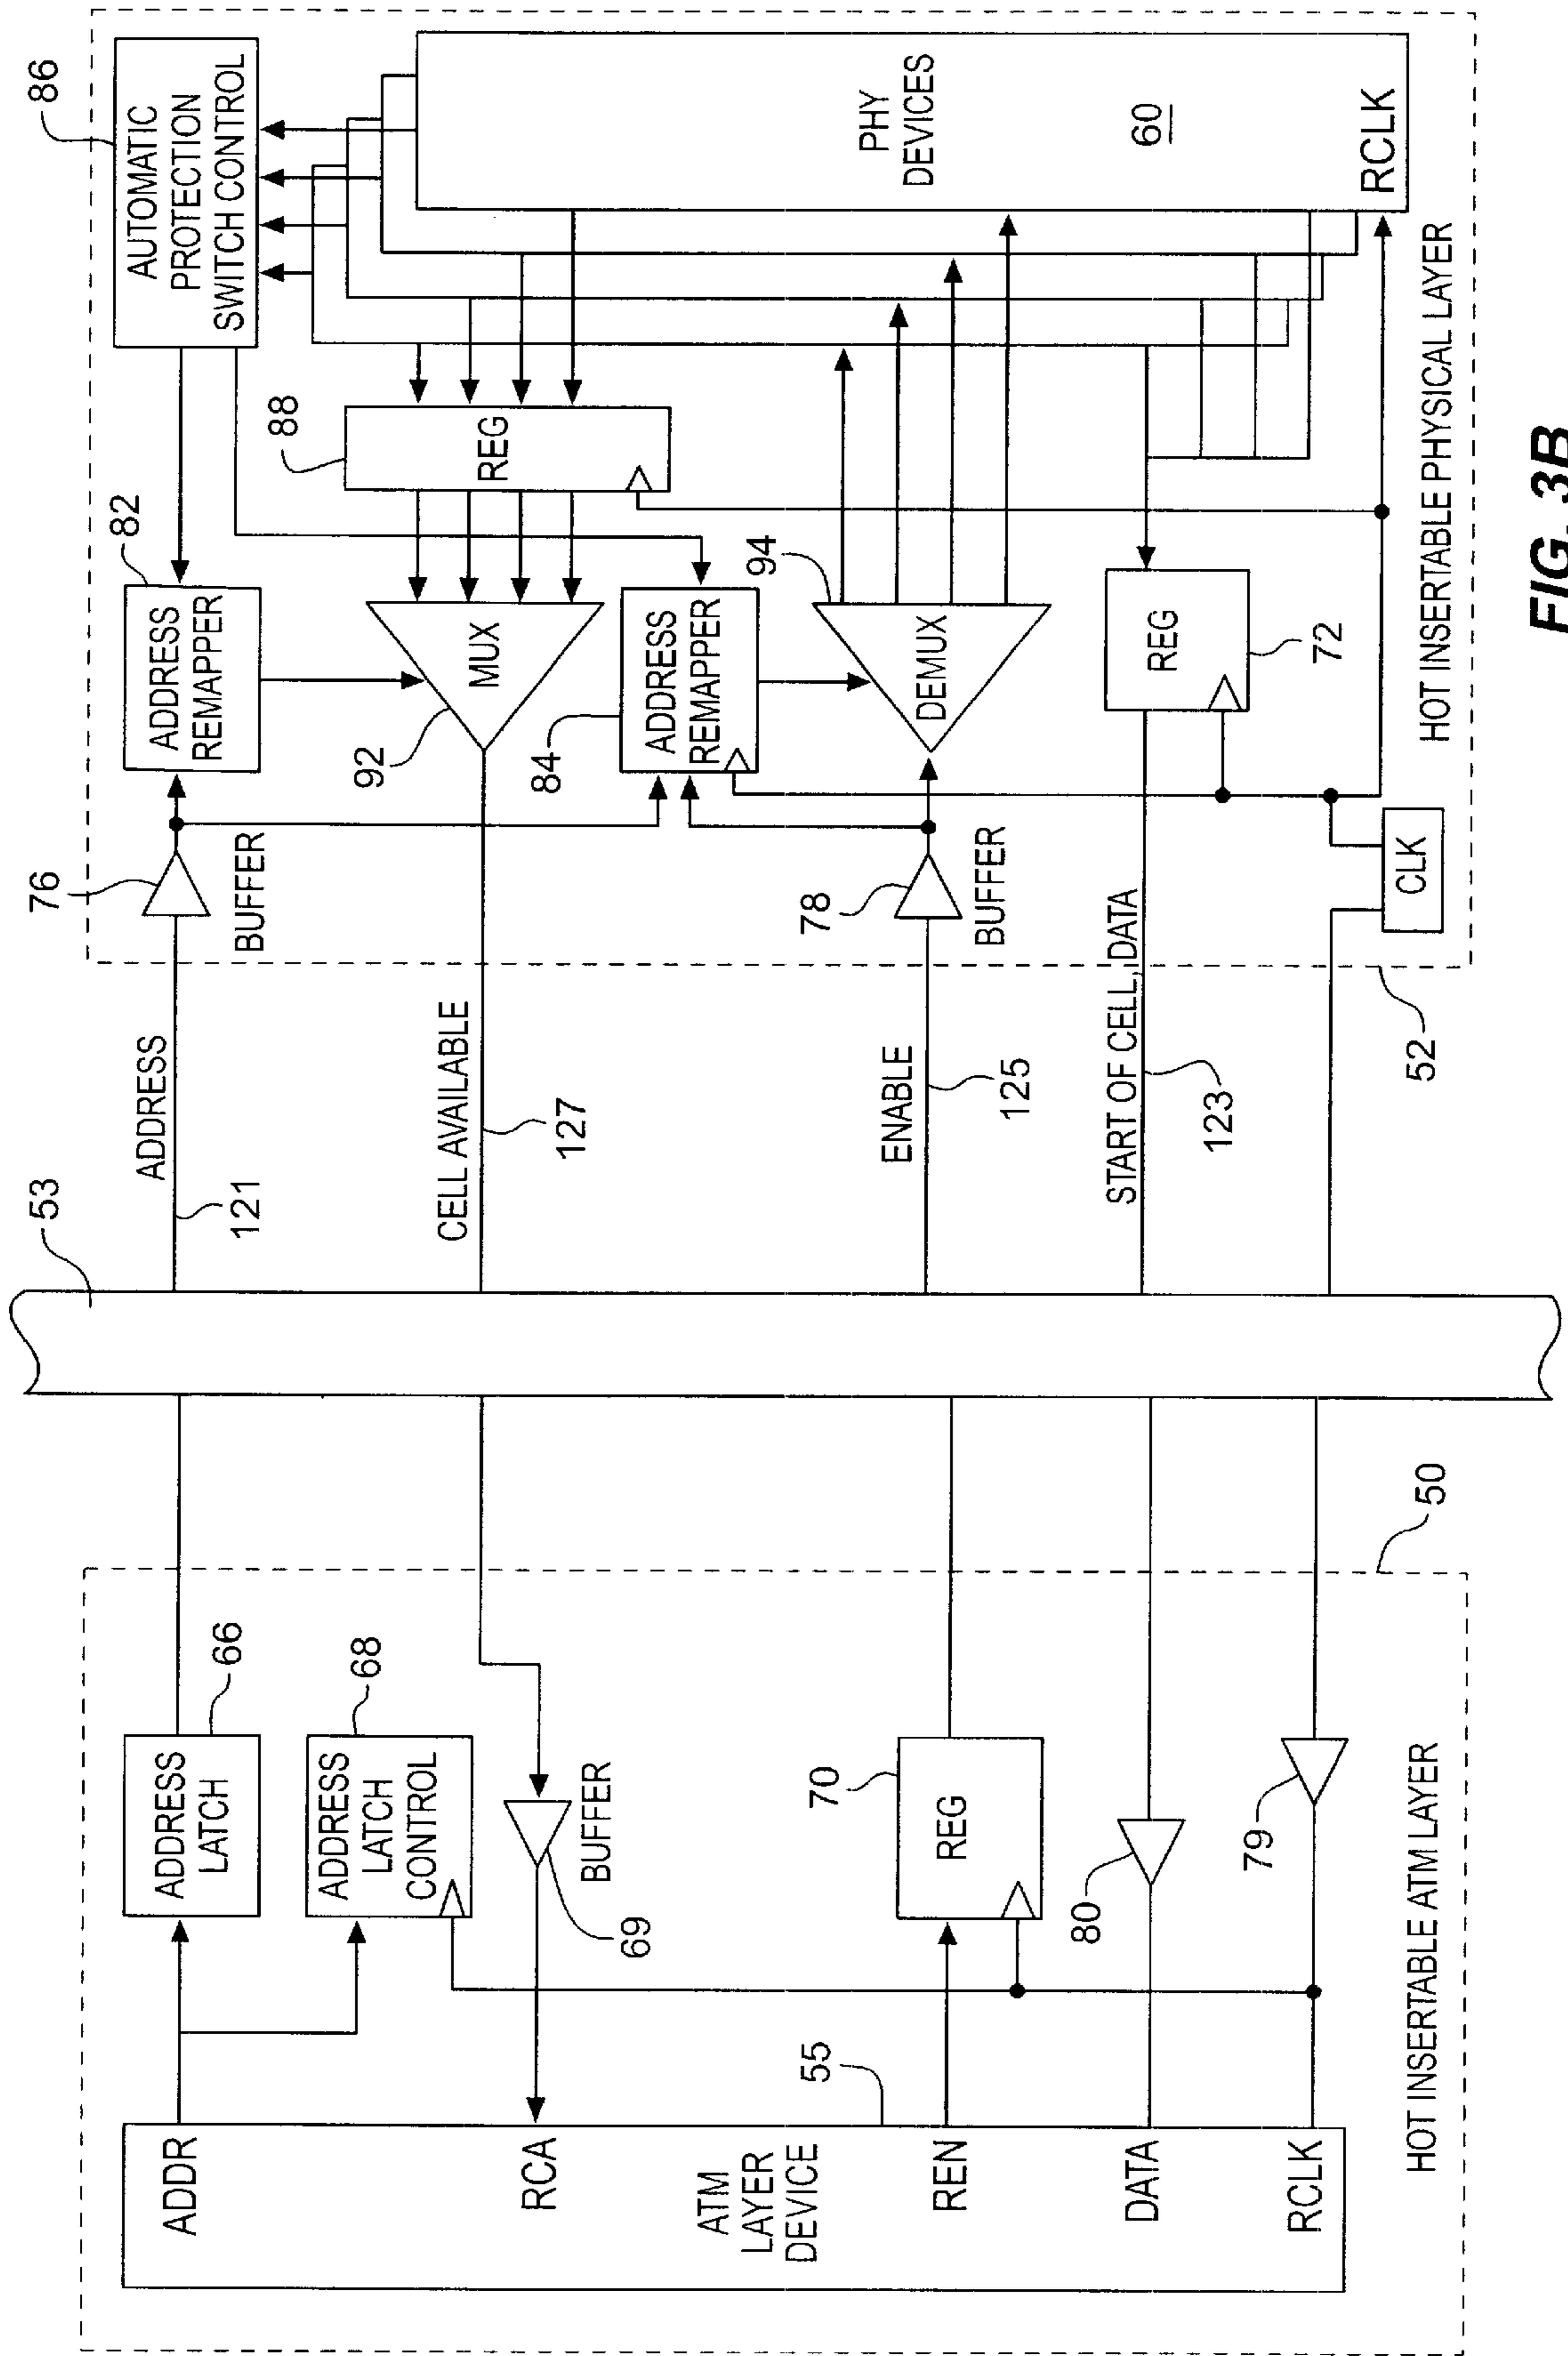 ADDR
RCA
ATM
LAYER
DEVICE
REN
DATA
RCLK
55
ADDRESS
LATCH
66
ADDRESS
LATCH
CONTROL
68
BUFFER
69
REG
70
80
79
HOT INSERTABLE ATM LAYER
50
53
ADDRESS
121
CELL AVAILABLE
127
ENABLE
125
START OF CELL, DATA
123
52
76
BUFFER
78
BUFFER
CLK
82
ADDRESS
REMAPPER
92
MUX
84
ADDRESS
REMAPPER
94
DEMUX
REG
72
88
REG
86
AUTOMATIC
PROTECTION
SWITCH CONTROL
PHY
DEVICES
60
RCLK
HOT INSERTABLE PHYSICAL LAYER
FIG. 3B